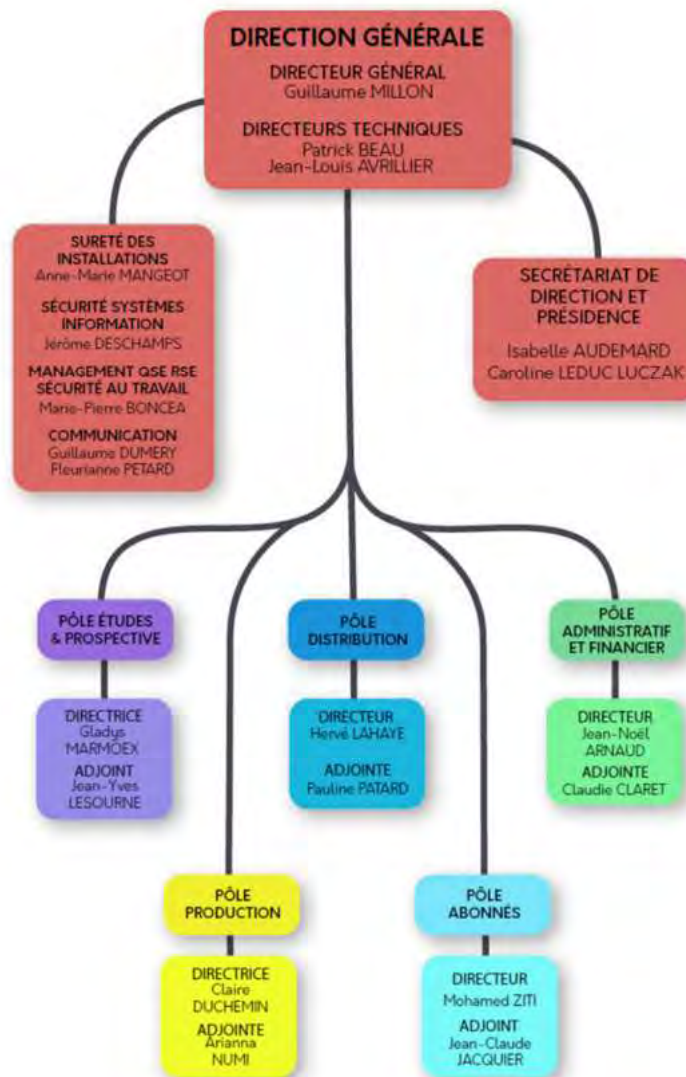 DIRECTION GÉNÉRALE
DIRECTEUR GÉNÉRAL
Guillaume MILLON
DIRECTEURS TECHNIQUES
Patrick BEAU
Jean-Louis AVRILLIER
SURETÉ DES
INSTALLATIONS
Anne-Marie MANGEOT
SÉCURITÉ SYSTÈMES
INFORMATION
Jérôme DESCHAMPS
MANAGEMENT QSE RSE
SÉCURITÉ AU TRAVAIL
Marie-Pierre BONCEA
COMMUNICATION
Guillaume DUMERY
Fleurianne PETARD
SECRÉTARIAT DE
DIRECTION ET
PRÉSIDENCE
Isabelle AUDEMARD
Caroline LEDUC LUCZAK
PÔLE ÉTUDES
& PROSPECTIVE
DIRECTRICE
Gladys
MARMOEX
ADJOINT
Jean-Yves
LESOURNE
PÔLE
DISTRIBUTION
DIRECTEUR
Hervé LAHAYE
ADJOINTE
Pauline PATARD
PÔLE
ADMINISTRATIF
ET FINANCIER
DIRECTEUR
Jean-Noël
ARNAUD
ADJOINTE
Claudie CLARET
PÔLE
PRODUCTION
DIRECTRICE
Claire
DUCHEMIN
ADJOINTE
Arianna
NUMI
PÔLE
ABONNÉS
DIRECTEUR
Mohamed ZITI
ADJOINT
Jean-Claude
JACQUIER